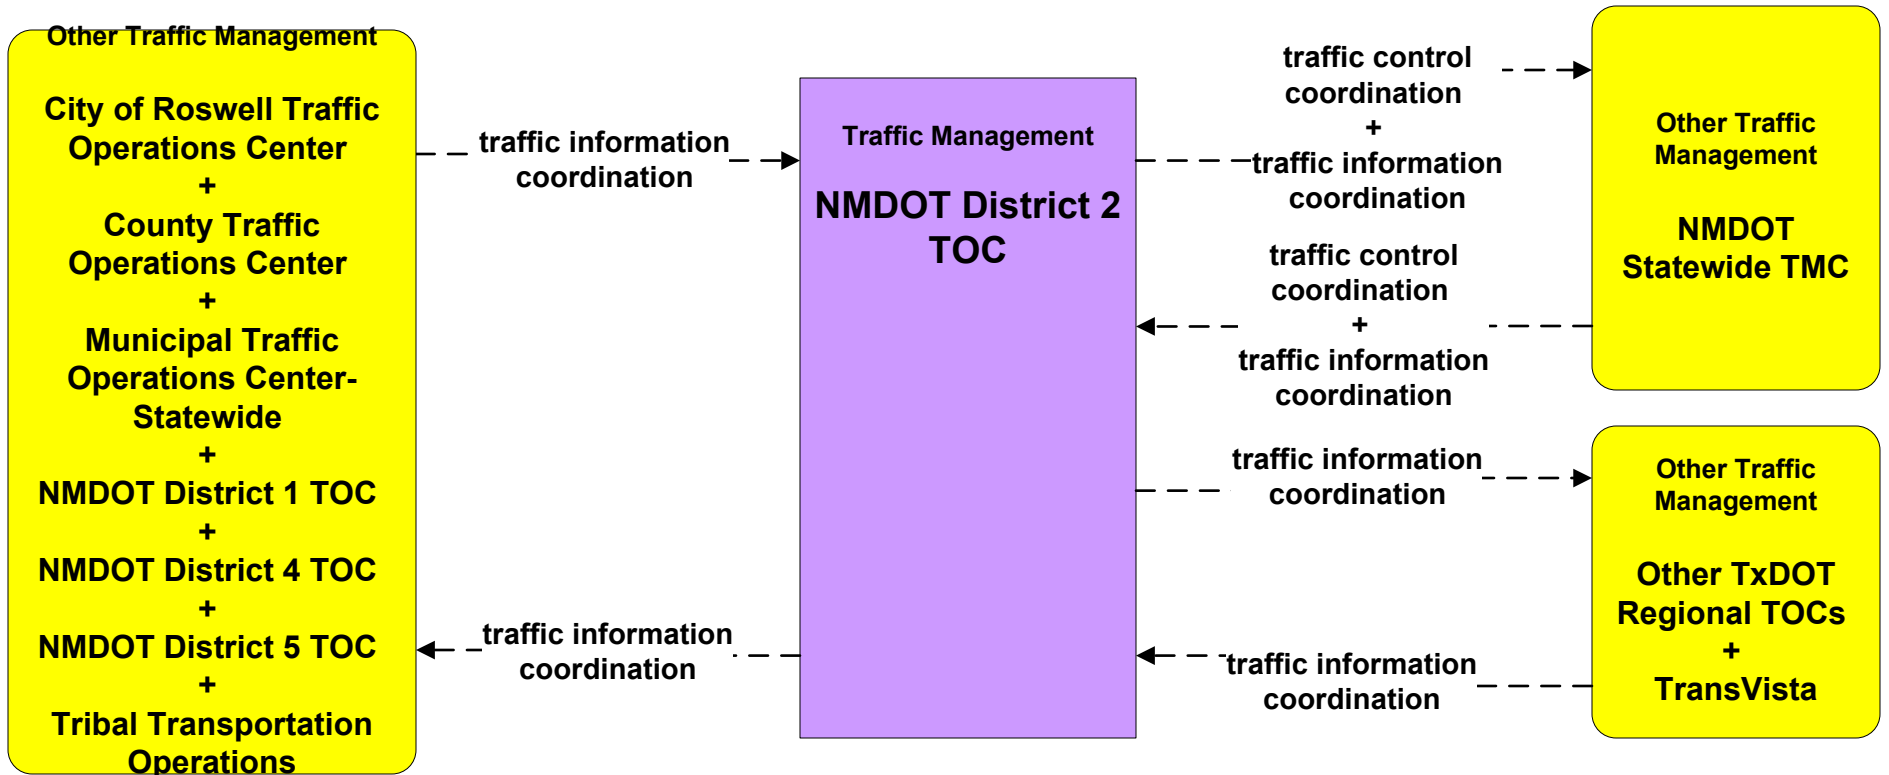 Other Traffic Management
City of Roswell Traffic
Operations Center
+
County Traffic
Operations Center
+
Municipal Traffic
Operations Center-
Statewide
+
NMDOT District 1 TOC
+
NMDOT District 4 TOC
+
NMDOT District 5 TOC
+
Tribal Transportation
Operations
traffic information
coordination
traffic information
coordination
Traffic Management
NMDOT District 2
TOC
traffic control
coordination
+
traffic information
coordination
traffic control
coordination
+
traffic information
coordination
traffic information
coordination
traffic information
coordination
Other Traffic
Management
NMDOT
Statewide TMC
Other Traffic
Management
Other TxDOT
Regional TOCs
+
TransVista